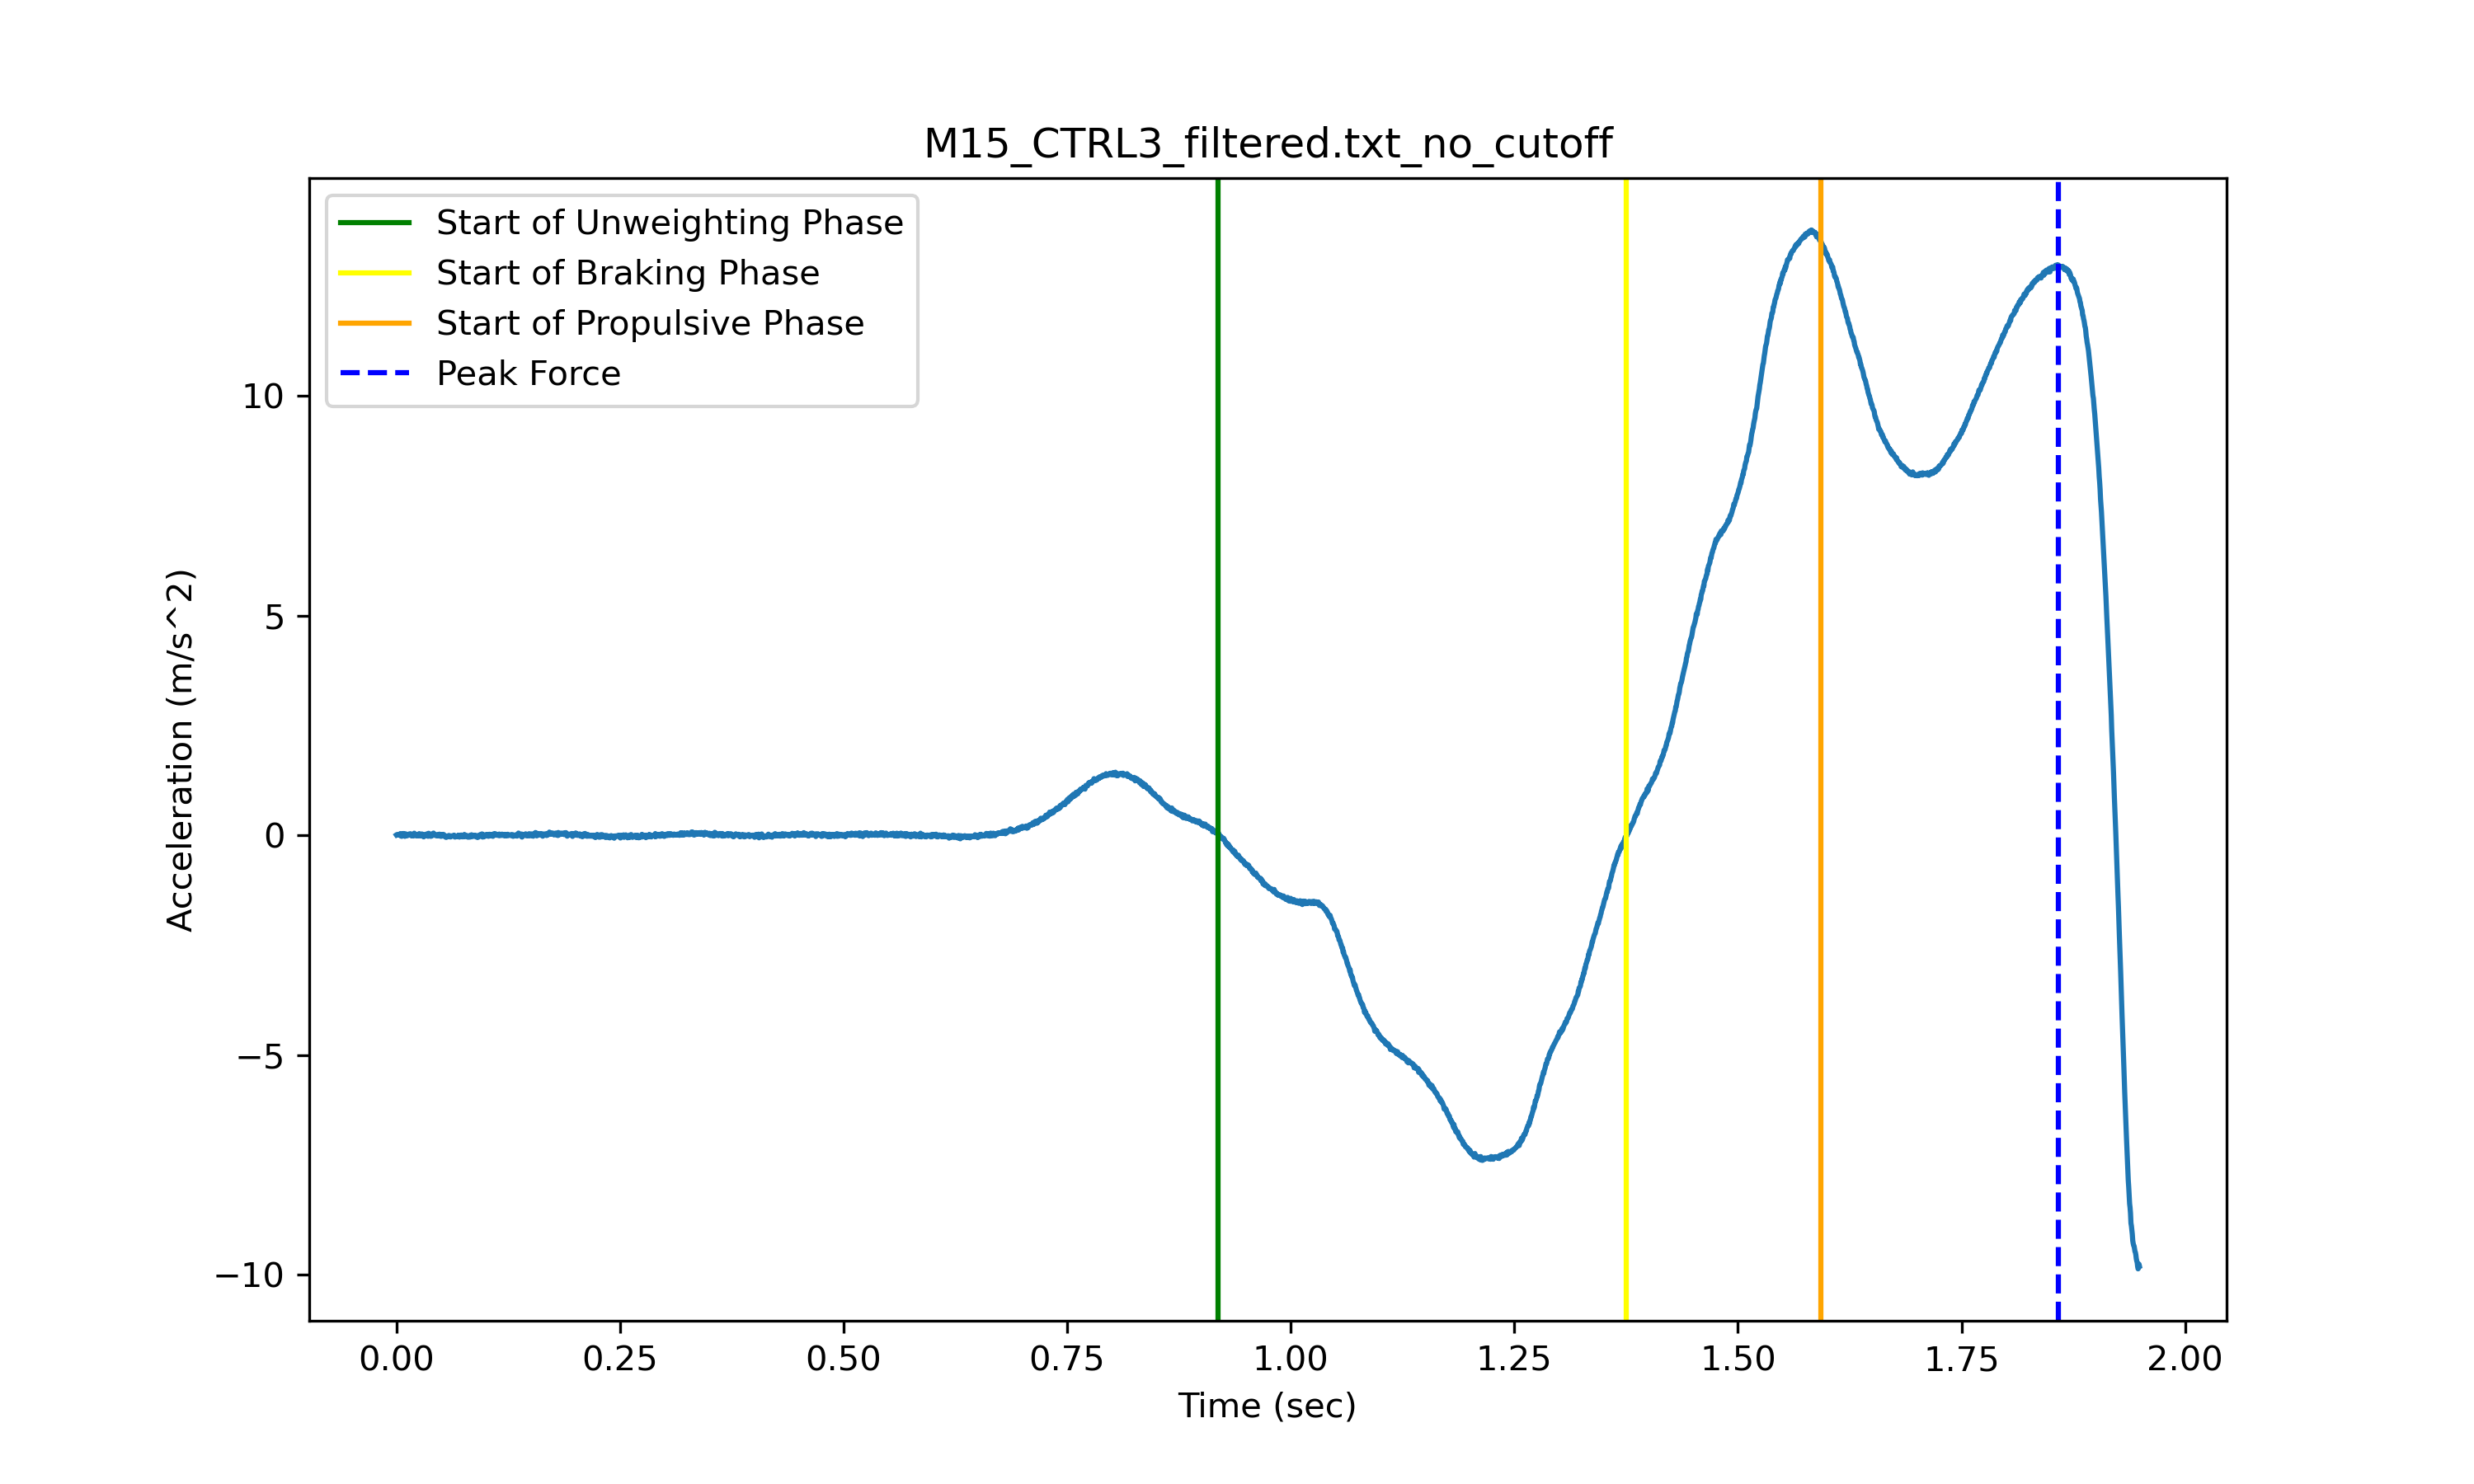 M15_CTRL3_filtered.txt_no_cutoff
Start of Unweighting Phase
Start of Braking Phase
Start of Propulsive Phase
Peak Force
10
5
0
−5
−10
Acceleration (m/s^2)
0.00 0.25 0.50 0.75 1.00 1.25 1.50 1.75 2.00
Time (sec)